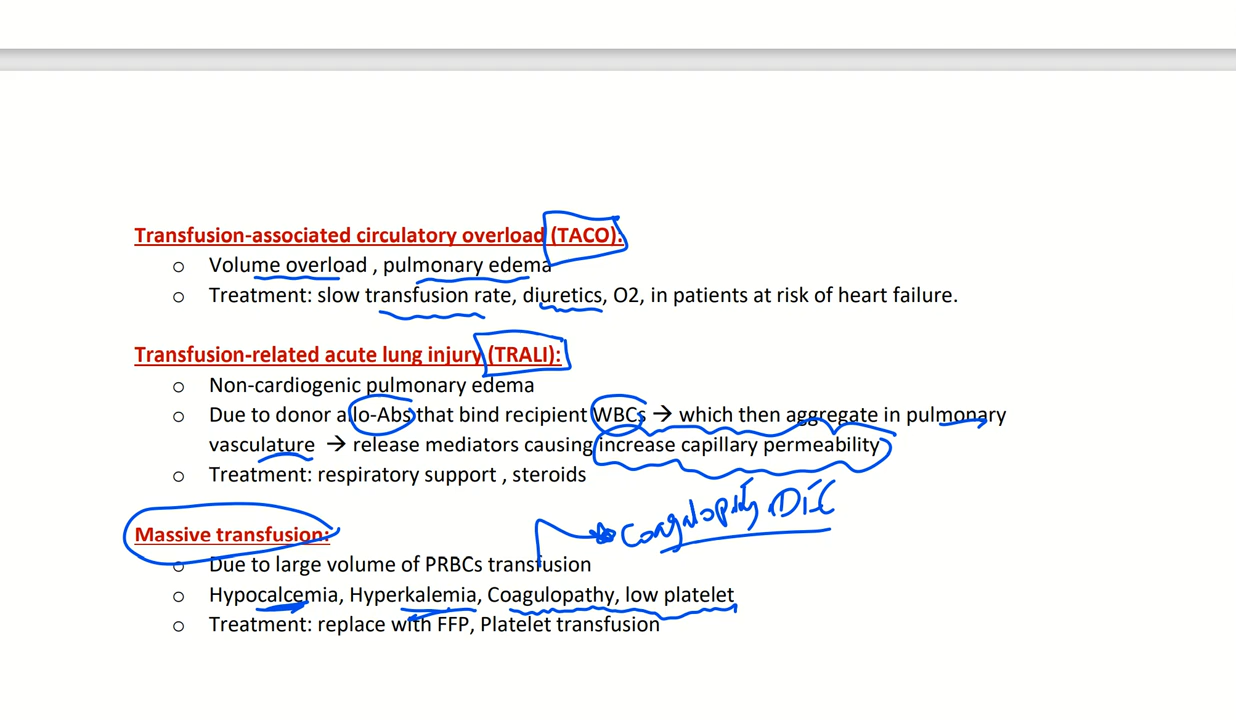 Transfusion-associated circulatory overload (TACO):
o Volume overload , pulmonary edema
o Treatment: slow transfusion rate, diuretics, O2, in patients at risk of heart failure.
Transfusion-related acute lung injury (TRALI):
o Non-cardiogenic pulmonary edema
o Due to donor allo-Abs that bind recipient WBCs → which then aggregate in pulmonary
vasculature → release mediators causing increase capillary permeability
o Treatment: respiratory support , steroids
Coagulopathy DIC
Massive transfusion:
o Due to large volume of PRBCs transfusion
o Hypocalcemia, Hyperkalemia, Coagulopathy, low platelet
o Treatment: replace with FFP, Platelet transfusion